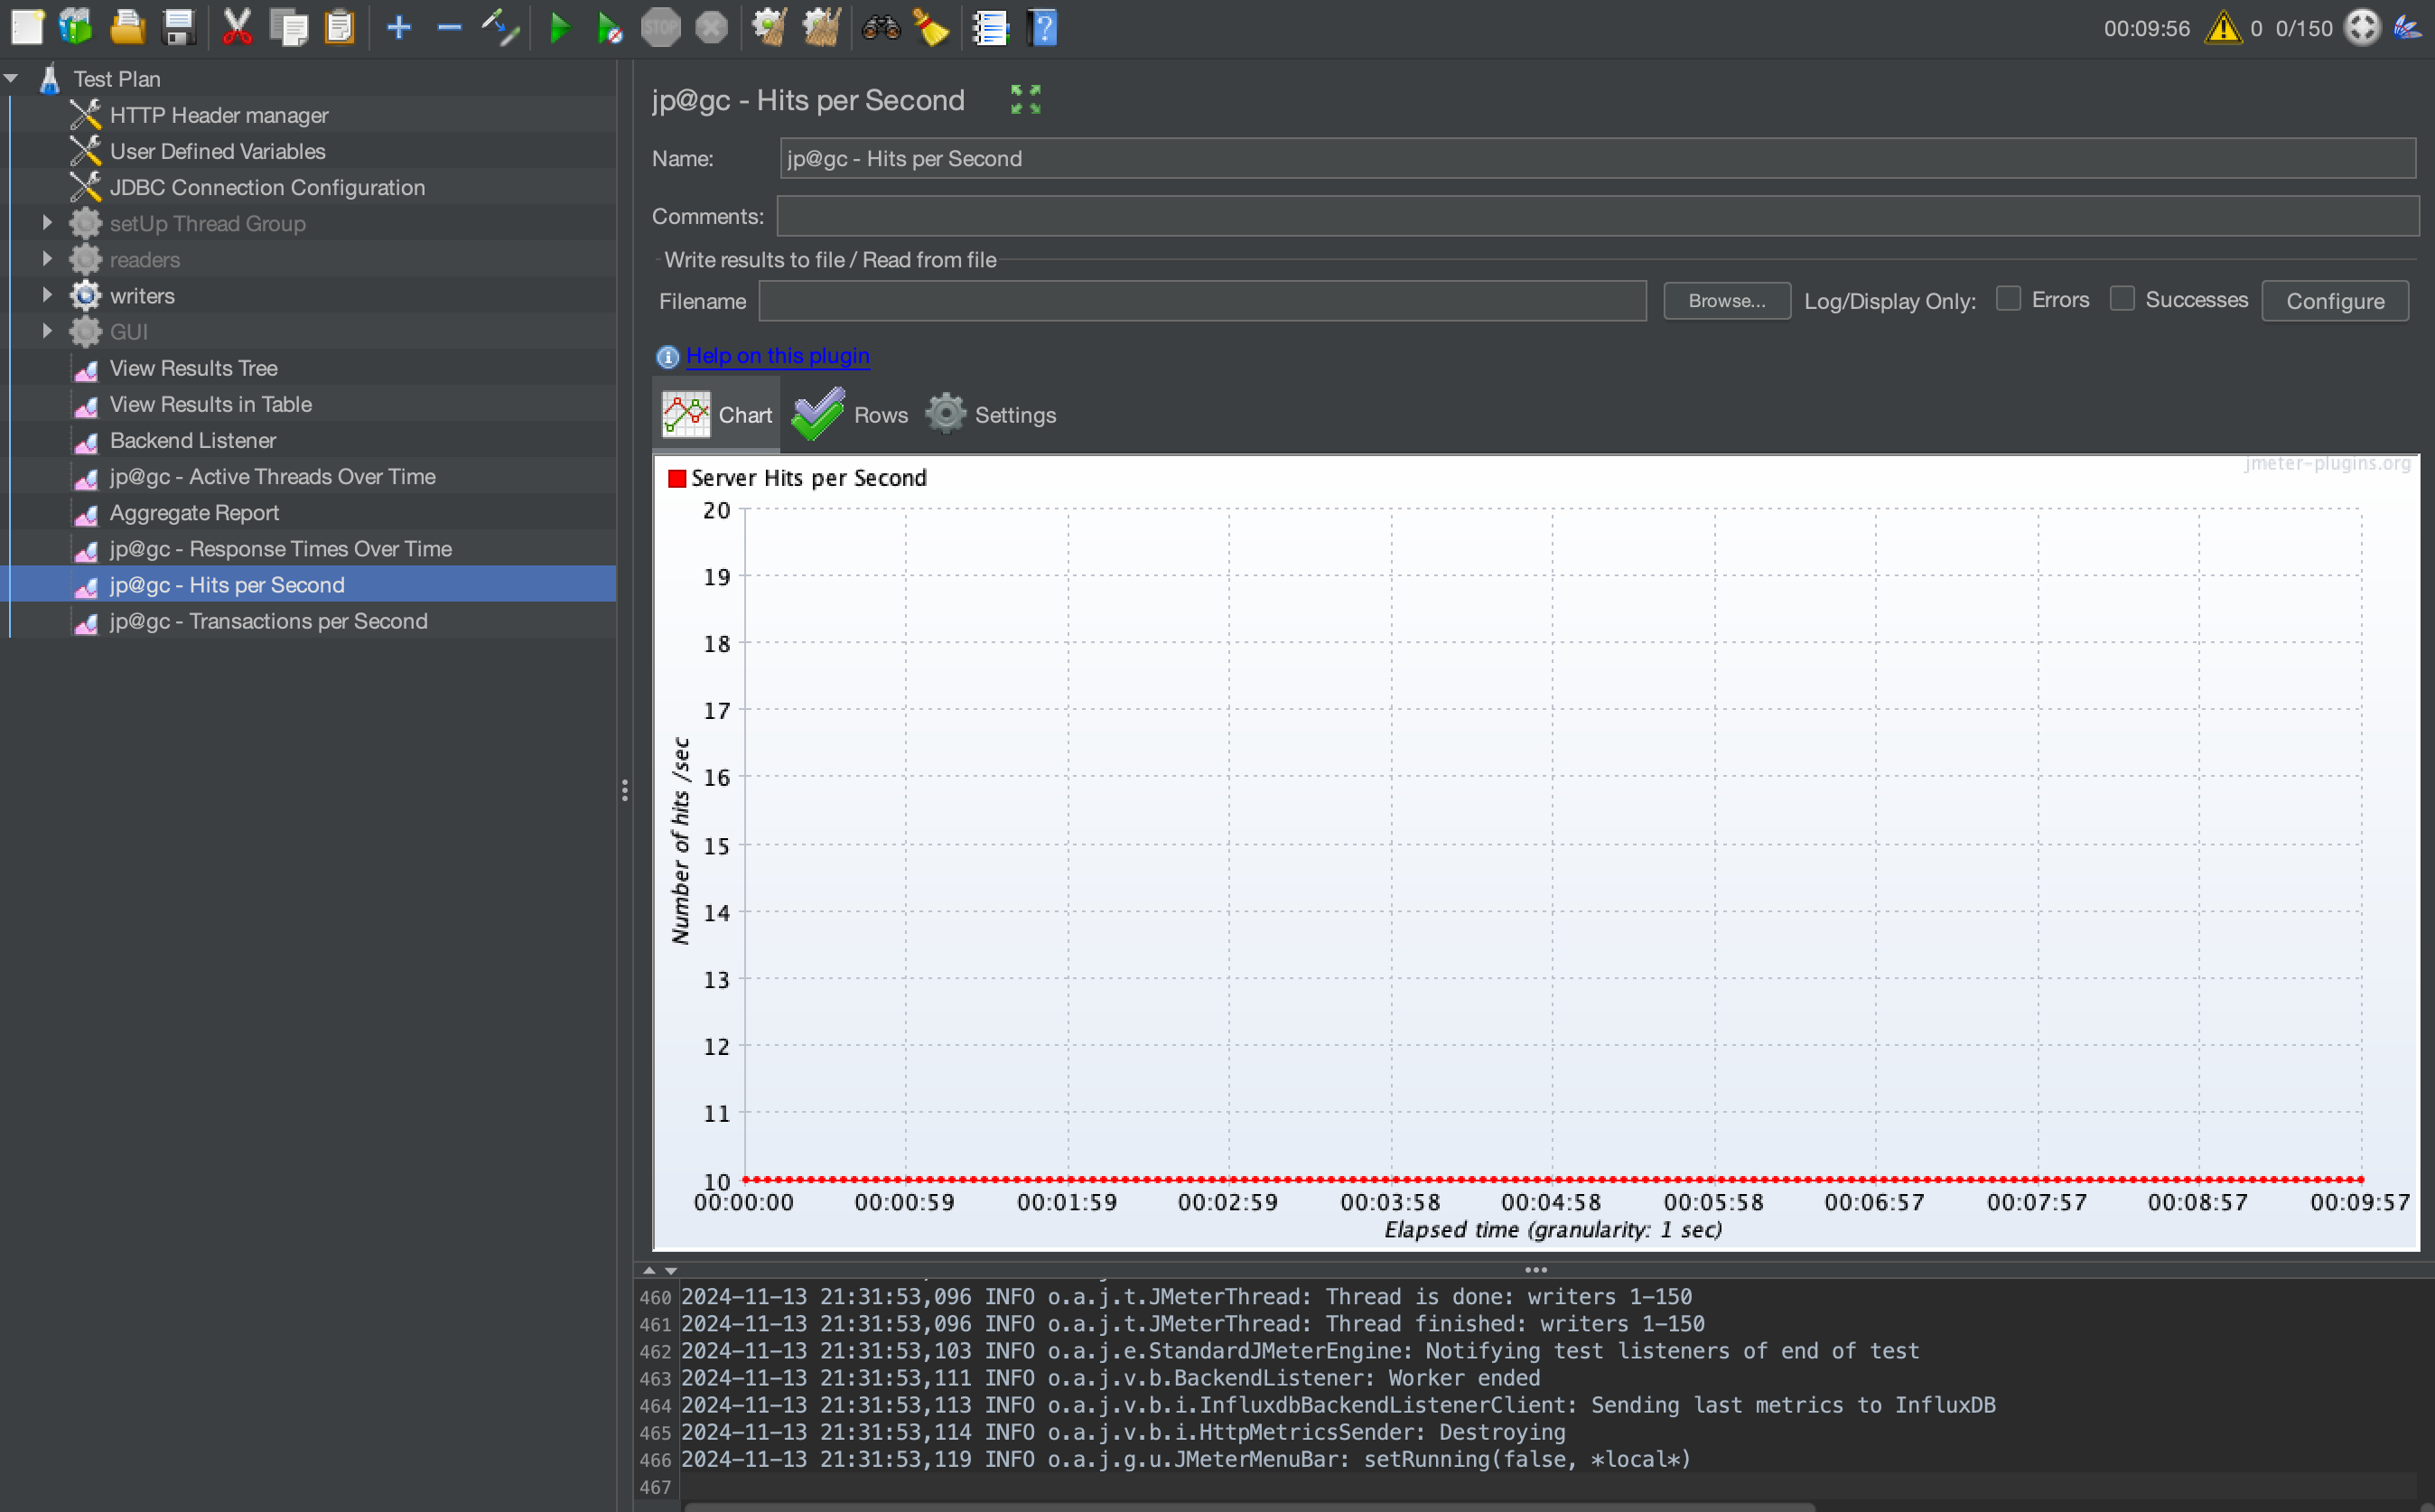 STOP
00:09:56 0 0/150
Test Plan
HTTP Header manager
User Defined Variables
JDBC Connection Configuration
setUp Thread Group
readers
writers
GUI
View Results Tree
View Results in Table
Backend Listener
jp@gc - Active Threads Over Time
Aggregate Report
jp@gc - Response Times Over Time
jp@gc - Hits per Second
jp@gc - Transactions per Second
jp@gc - Hits per Second
Name: jp@gc - Hits per Second
Comments:
Write results to file / Read from file
Filename Browse... Log/Display Only: Errors Successes Configure
Help on this plugin
Chart Rows Settings
jmeter-plugins.org
Server Hits per Second
20
19
18
17
16
15
14
13
12
11
10
Number of hits /sec
00:00:00 00:00:59 00:01:59 00:02:59 00:03:58 00:04:58 00:05:58 00:06:57 00:07:57 00:08:57 00:09:57
Elapsed time (granularity: 1 sec)
460 2024-11-13 21:31:53,096 INFO o.a.j.t.JMeterThread: Thread is done: writers 1-150
461 2024-11-13 21:31:53,096 INFO o.a.j.t.JMeterThread: Thread finished: writers 1-150
462 2024-11-13 21:31:53,103 INFO o.a.j.e.StandardJMeterEngine: Notifying test listeners of end of test
463 2024-11-13 21:31:53,111 INFO o.a.j.v.b.BackendListener: Worker ended
464 2024-11-13 21:31:53,113 INFO o.a.j.v.b.i.InfluxdbBackendListenerClient: Sending last metrics to InfluxDB
465 2024-11-13 21:31:53,114 INFO o.a.j.v.b.i.HttpMetricsSender: Destroying
466 2024-11-13 21:31:53,119 INFO o.a.j.g.u.JMeterMenuBar: setRunning(false, *local*)
467